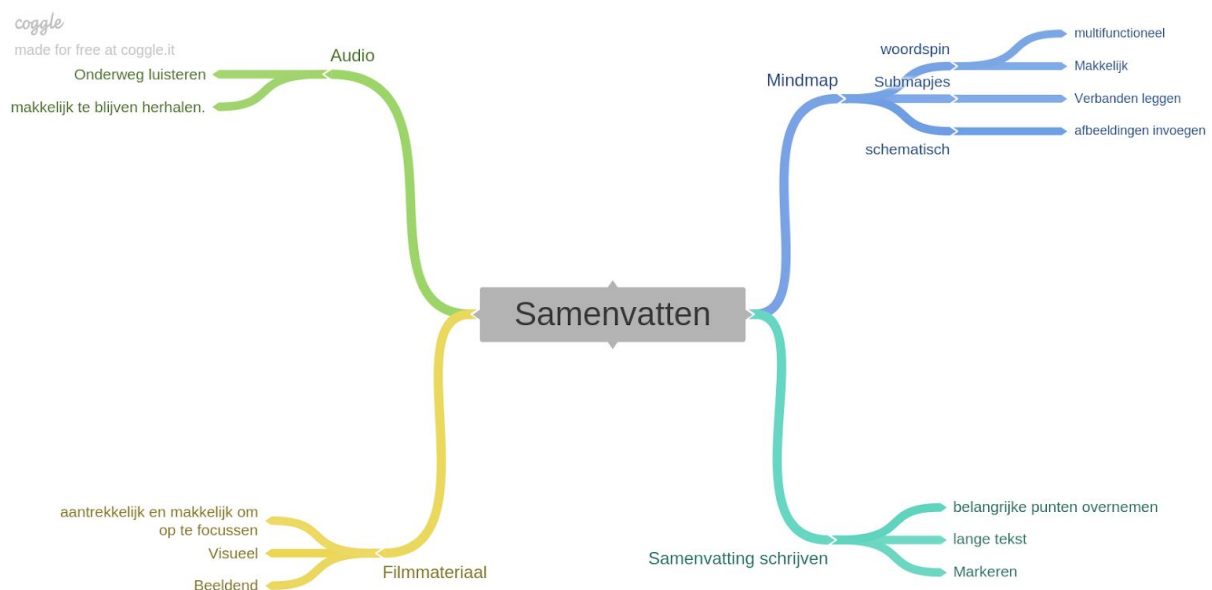 coggle
made for free at coggle.it
Audio
Onderweg luisteren
makkelijk te blijven herhalen.
Mindmap
woordspin
multifunctioneel
Makkelijk
Submapjes
Verbanden leggen
schematisch
afbeeldingen invoegen
Samenvatten
aantrekkelijk en makkelijk om
op te focussen
Visueel
Beeldend
Filmmateriaal
Samenvatting schrijven
belangrijke punten overnemen
lange tekst
Markeren